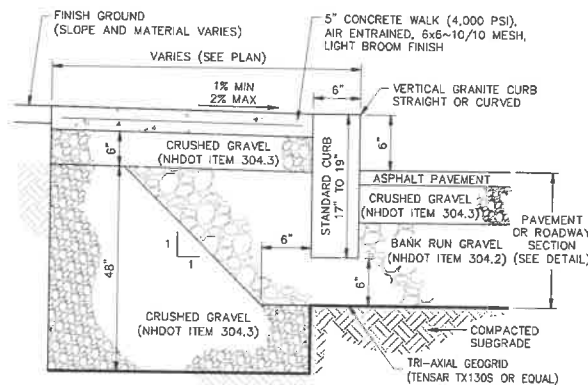 FINISH GROUND
(SLOPE AND MATERIAL VARIES)
5" CONCRETE WALK (4,000 PSI),
AIR ENTRAINED, 6x6~10/10 MESH,
LIGHT BROOM FINISH
VARIES (SEE PLAN)
6"
1% MIN
2% MAX
VERTICAL GRANITE CURB
STRAIGHT OR CURVED
6"
CRUSHED GRAVEL
(NHDOT ITEM 304.3)
STANDARD CURB
17" TO 19"
6"
ASPHALT PAVEMENT
CRUSHED GRAVEL
(NHDOT ITEM 304.3)
PAVEMENT
OR ROADWAY
SECTION
(SEE DETAIL)
48"
1
1
6"
BANK RUN GRAVEL
(NHDOT ITEM 304.2)
6"
CRUSHED GRAVEL
(NHDOT ITEM 304.3)
COMPACTED
SUBGRADE
TRI-AXIAL GEOGRID
(TENSAR TX130S OR EQUAL)